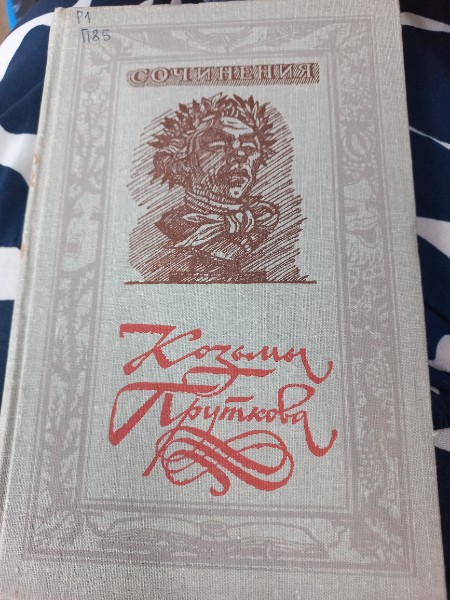 Р1
П85
СОЧИНЕНИЯ
Козьмы
Пруткова